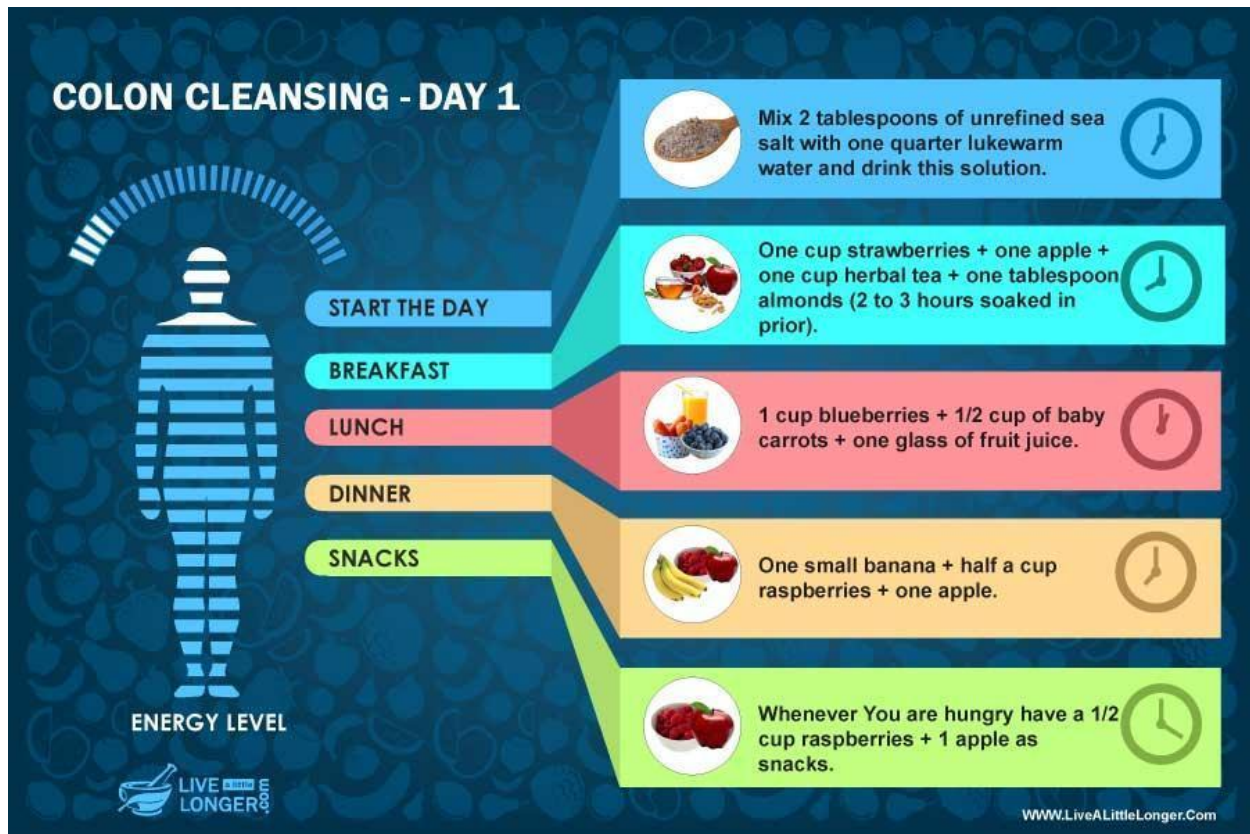 COLON CLEANSING - DAY 1
START THE DAY
BREAKFAST
LUNCH
DINNER
SNACKS
ENERGY LEVEL
Mix 2 tablespoons of unrefined sea
salt with one quarter lukewarm
water and drink this solution.
One cup strawberries + one apple +
one cup herbal tea + one tablespoon
almonds (2 to 3 hours soaked in
prior).
1 cup blueberries + 1/2 cup of baby
carrots + one glass of fruit juice.
One small banana + half a cup
raspberries + one apple.
Whenever You are hungry have a 1/2
cup raspberries + 1 apple as
snacks.
LIVE a little
LONGER.com
WWW.LiveALittleLonger.Com